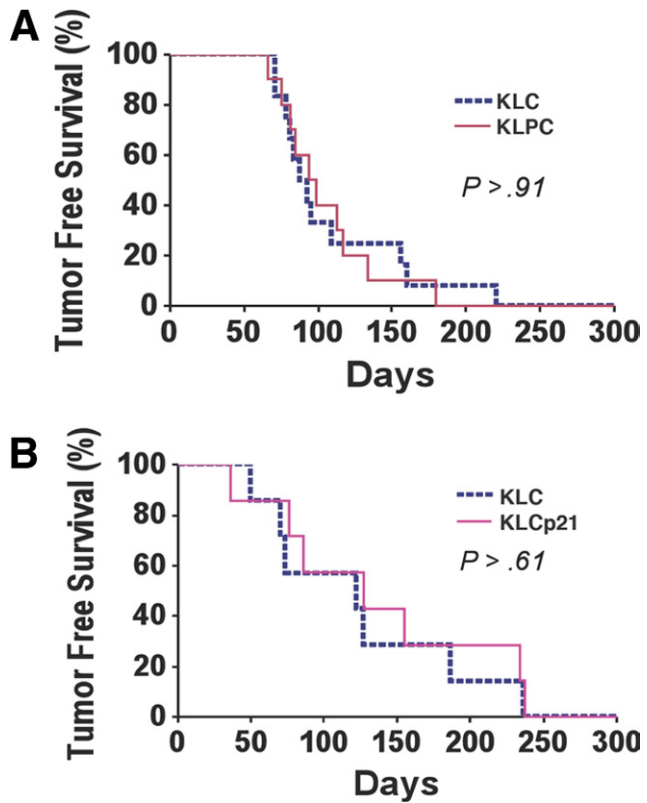 A
Tumor Free Survival (%)
100
80
60
40
20
0
KLC
KLPC
P > .91
0 50 100 150 200 250 300
Days
B
Tumor Free Survival (%)
100
80
60
40
20
0
KLC
KLCp21
P > .61
0 50 100 150 200 250 300
Days